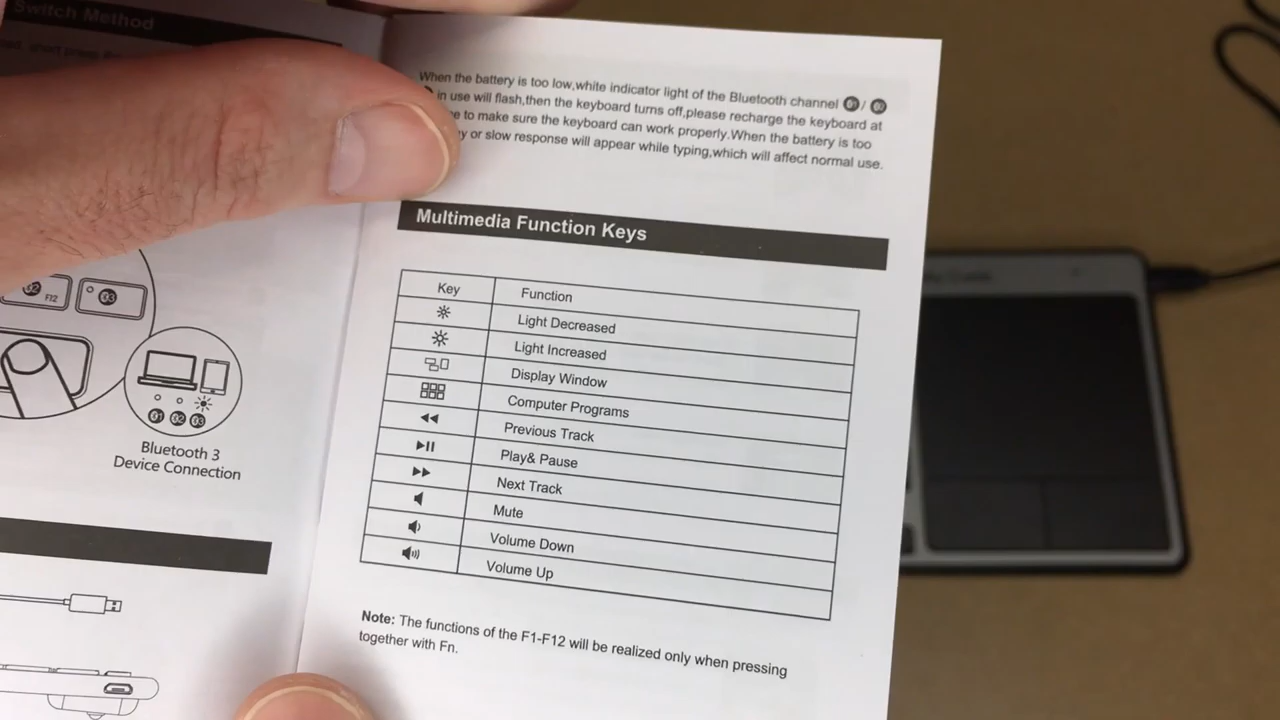 Switch Method
short press
F12
Bluetooth 3
Device Connection
When the battery is too low,white indicator light of the Bluetooth channel /
in use will flash,then the keyboard turns off,please recharge the keyboard at
to make sure the keyboard can work properly.When the battery is too
or slow response will appear while typing,which will affect normal use.
Multimedia Function Keys
Key Function
Light Decreased
Light Increased
Display Window
Computer Programs
Previous Track
Play& Pause
Next Track
Mute
Volume Down
Volume Up
Note: The functions of the F1-F12 will be realized only when pressing
together with Fn.